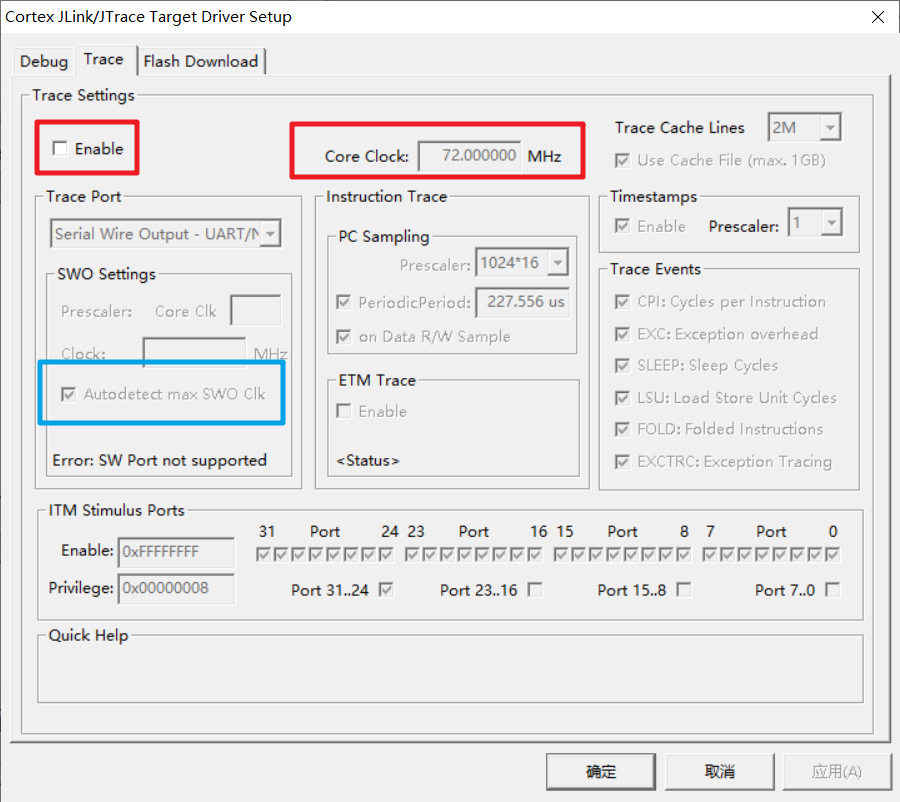 Cortex JLink/JTrace Target Driver Setup
Debug Trace Flash Download
Trace Settings
Enable
Core Clock: 72.000000 MHz
Trace Cache Lines 2M
Use Cache File (max. 1GB)
Trace Port
Serial Wire Output - UART/N
SWO Settings
Prescaler: Core Clk
Clock: MHz
Autodetect max SWO Clk
Error: SW Port not supported
Instruction Trace
PC Sampling
Prescaler: 1024*16
PeriodicPeriod: 227.556 us
on Data R/W Sample
ETM Trace
Enable
<Status>
Timestamps
Enable Prescaler: 1
Trace Events
CPI: Cycles per Instruction
EXC: Exception overhead
SLEEP: Sleep Cycles
LSU: Load Store Unit Cycles
FOLD: Folded Instructions
EXCTRC: Exception Tracing
ITM Stimulus Ports
31 Port 24 23 Port 16 15 Port 8 7 Port 0
Enable: 0xFFFFFFFF
Privilege: 0x00000008 Port 31..24 Port 23..16 Port 15..8 Port 7..0
Quick Help
确定 取消 应用(A)